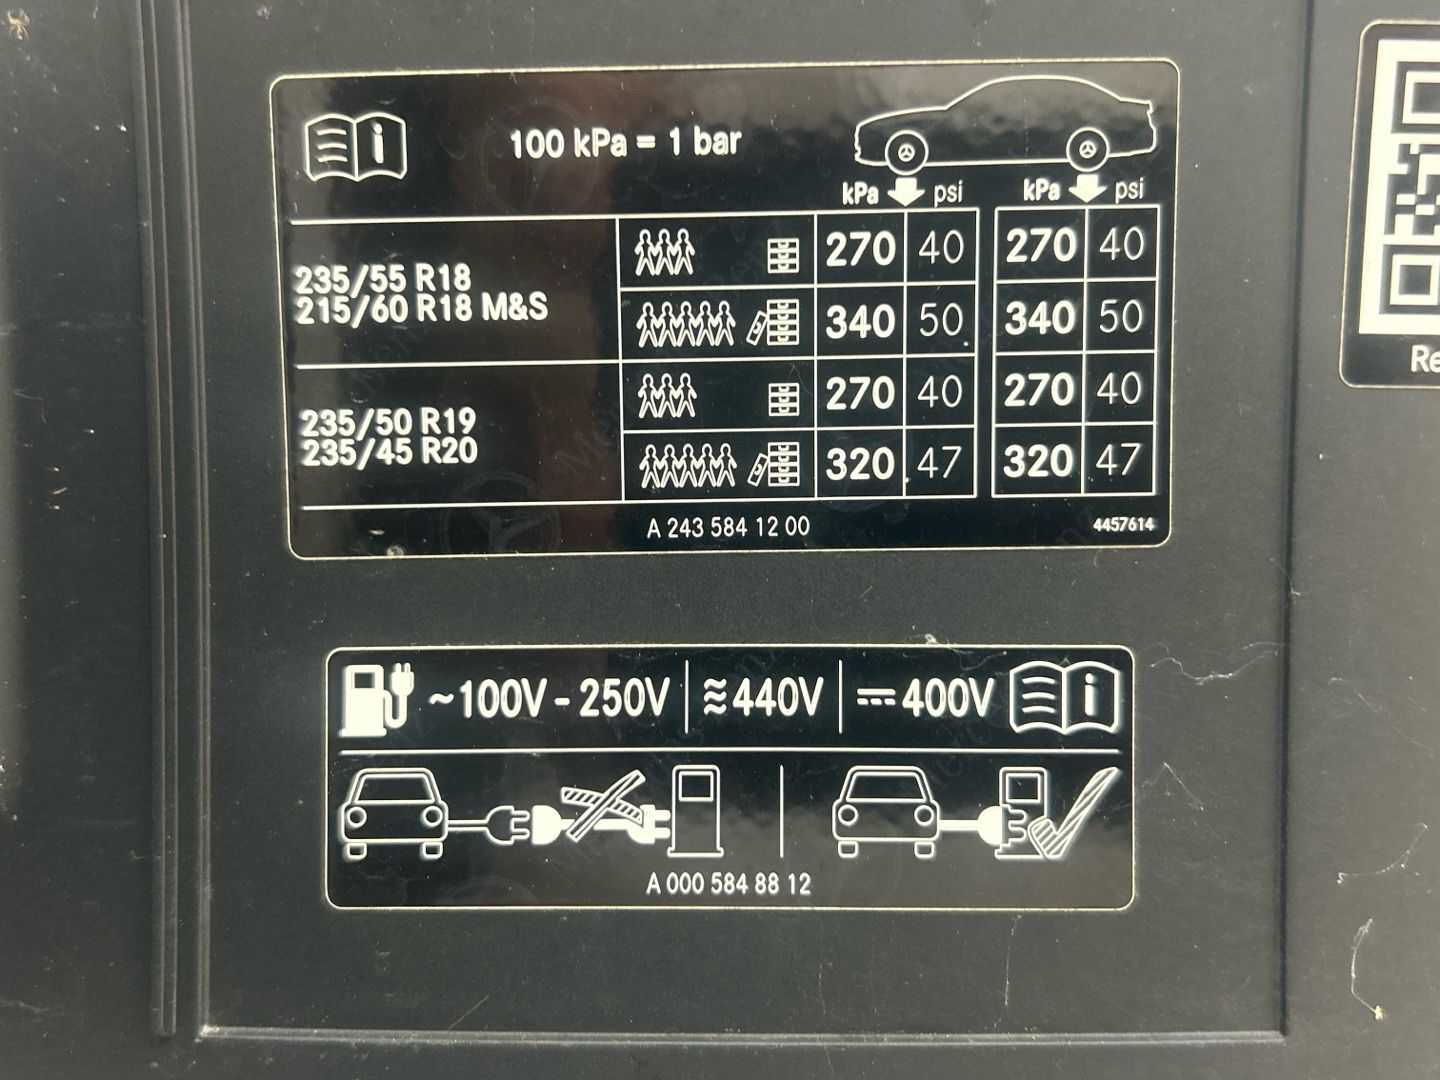 100 kPa = 1 bar
kPa psi kPa psi
235/55 R18
215/60 R18 M&S
270 40 270 40
340 50 340 50
235/50 R19
235/45 R20
270 40 270 40
320 47 320 47
A 243 584 12 00
4457614
~100V - 250V ≋440V 400V
A 000 584 88 12